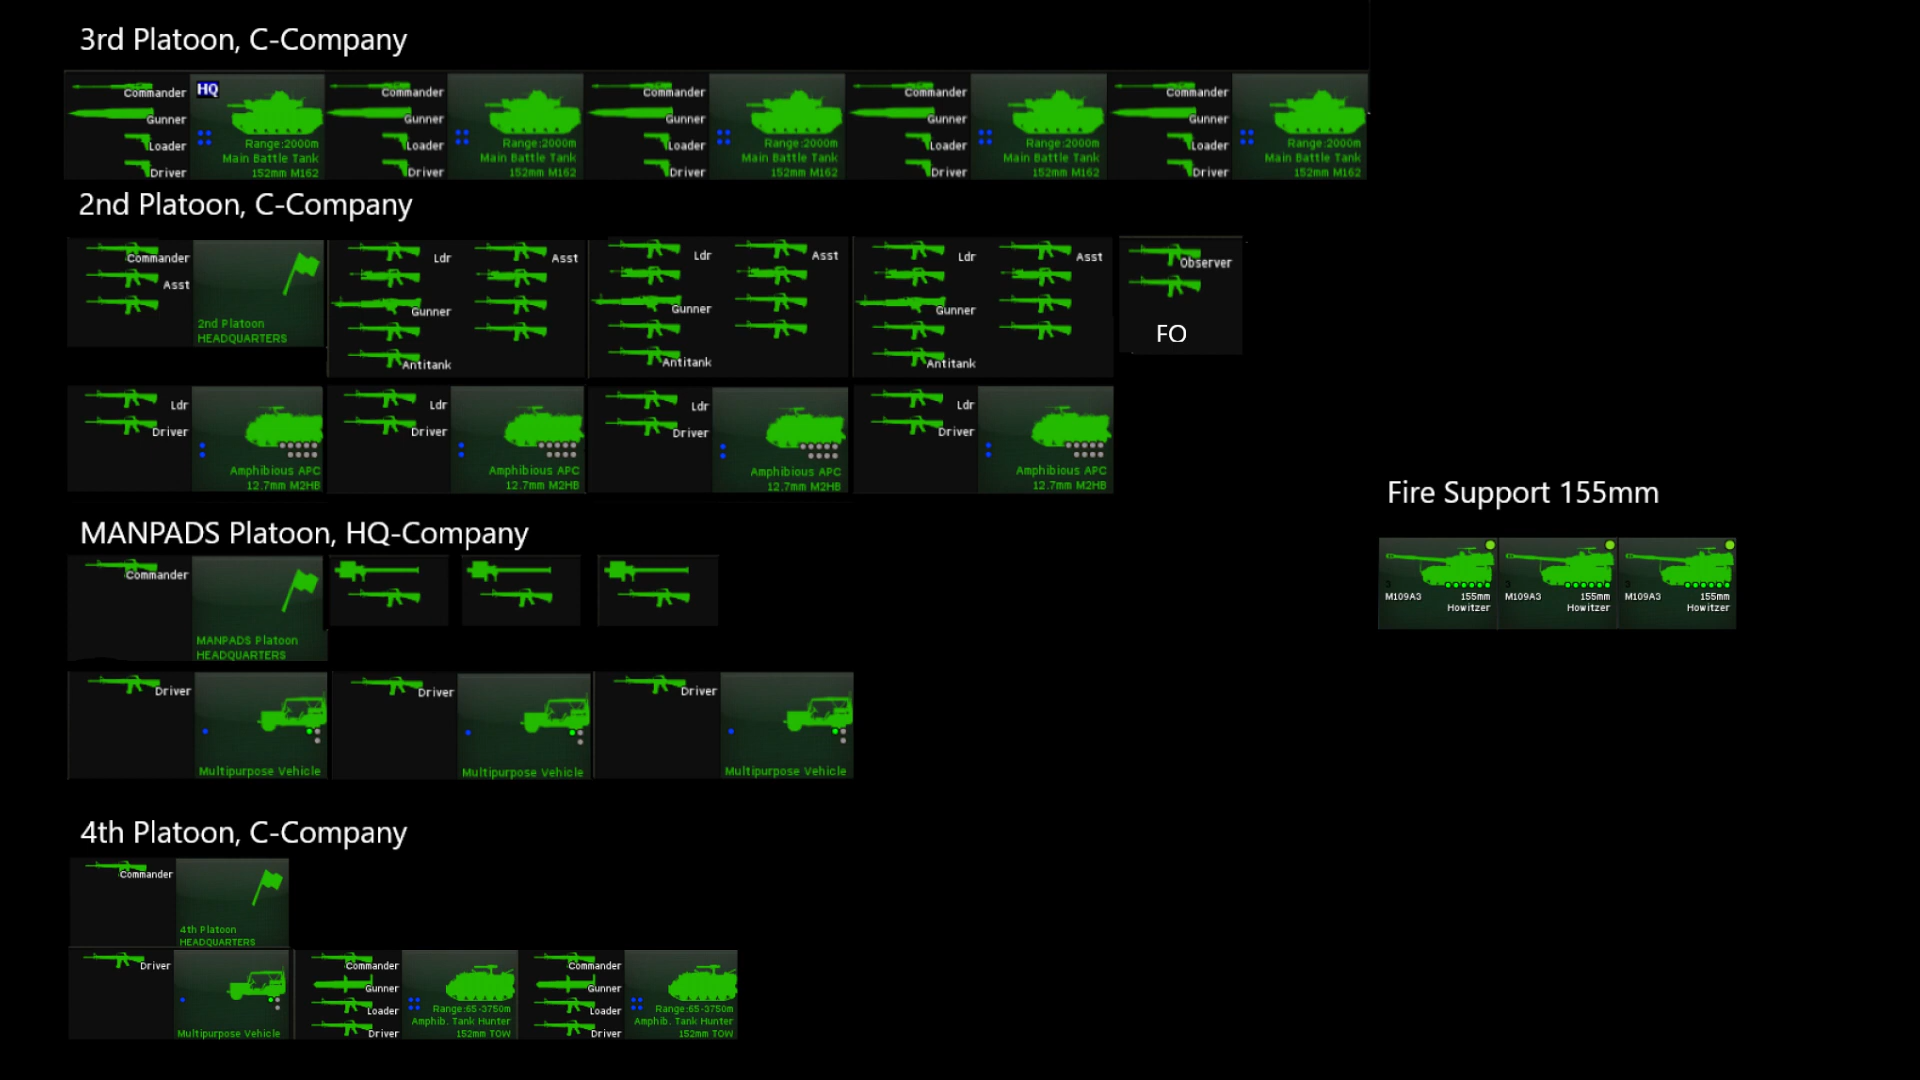 3rd Platoon, C-Company
Commander
Gunner
Loader
Driver
HQ
Range:2000m
Main Battle Tank
152mm M162
Commander
Gunner
Loader
Driver
Range:2000m
Main Battle Tank
152mm M162
Commander
Gunner
Loader
Driver
Range:2000m
Main Battle Tank
152mm M162
Commander
Gunner
Loader
Driver
Range:2000m
Main Battle Tank
152mm M162
Commander
Gunner
Loader
Driver
Range:2000m
Main Battle Tank
152mm M162
2nd Platoon, C-Company
Commander
Asst
2nd Platoon
HEADQUARTERS
Ldr
Asst
Gunner
Antitank
Ldr
Asst
Gunner
Antitank
Ldr
Asst
Gunner
Antitank
Observer
FO
Ldr
Driver
Amphibious APC
12.7mm M2HB
Ldr
Driver
Amphibious APC
12.7mm M2HB
Ldr
Driver
Amphibious APC
12.7mm M2HB
Ldr
Driver
Amphibious APC
12.7mm M2HB
Fire Support 155mm
3
M109A3
155mm
Howitzer
3
M109A3
155mm
Howitzer
3
M109A3
155mm
Howitzer
MANPADS Platoon, HQ-Company
Commander
MANPADS Platoon
HEADQUARTERS
Driver
Multipurpose Vehicle
Driver
Multipurpose Vehicle
Driver
Multipurpose Vehicle
4th Platoon, C-Company
Commander
4th Platoon
HEADQUARTERS
Driver
Multipurpose Vehicle
Commander
Gunner
Loader
Driver
Range:65-3750m
Amphib. Tank Hunter
152mm TOW
Commander
Gunner
Loader
Driver
Range:65-3750m
Amphib. Tank Hunter
152mm TOW